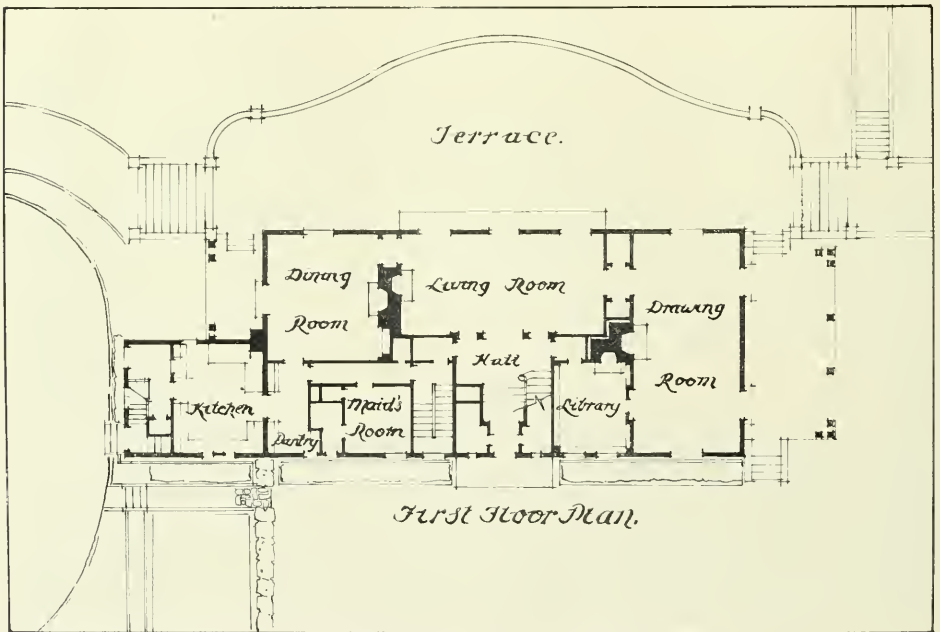 Terrace.
Dining
Room
Living Room
Drawing
Room
Hall
Kitchen
Maid's
Room
Pantry
Library
First Floor Plan.